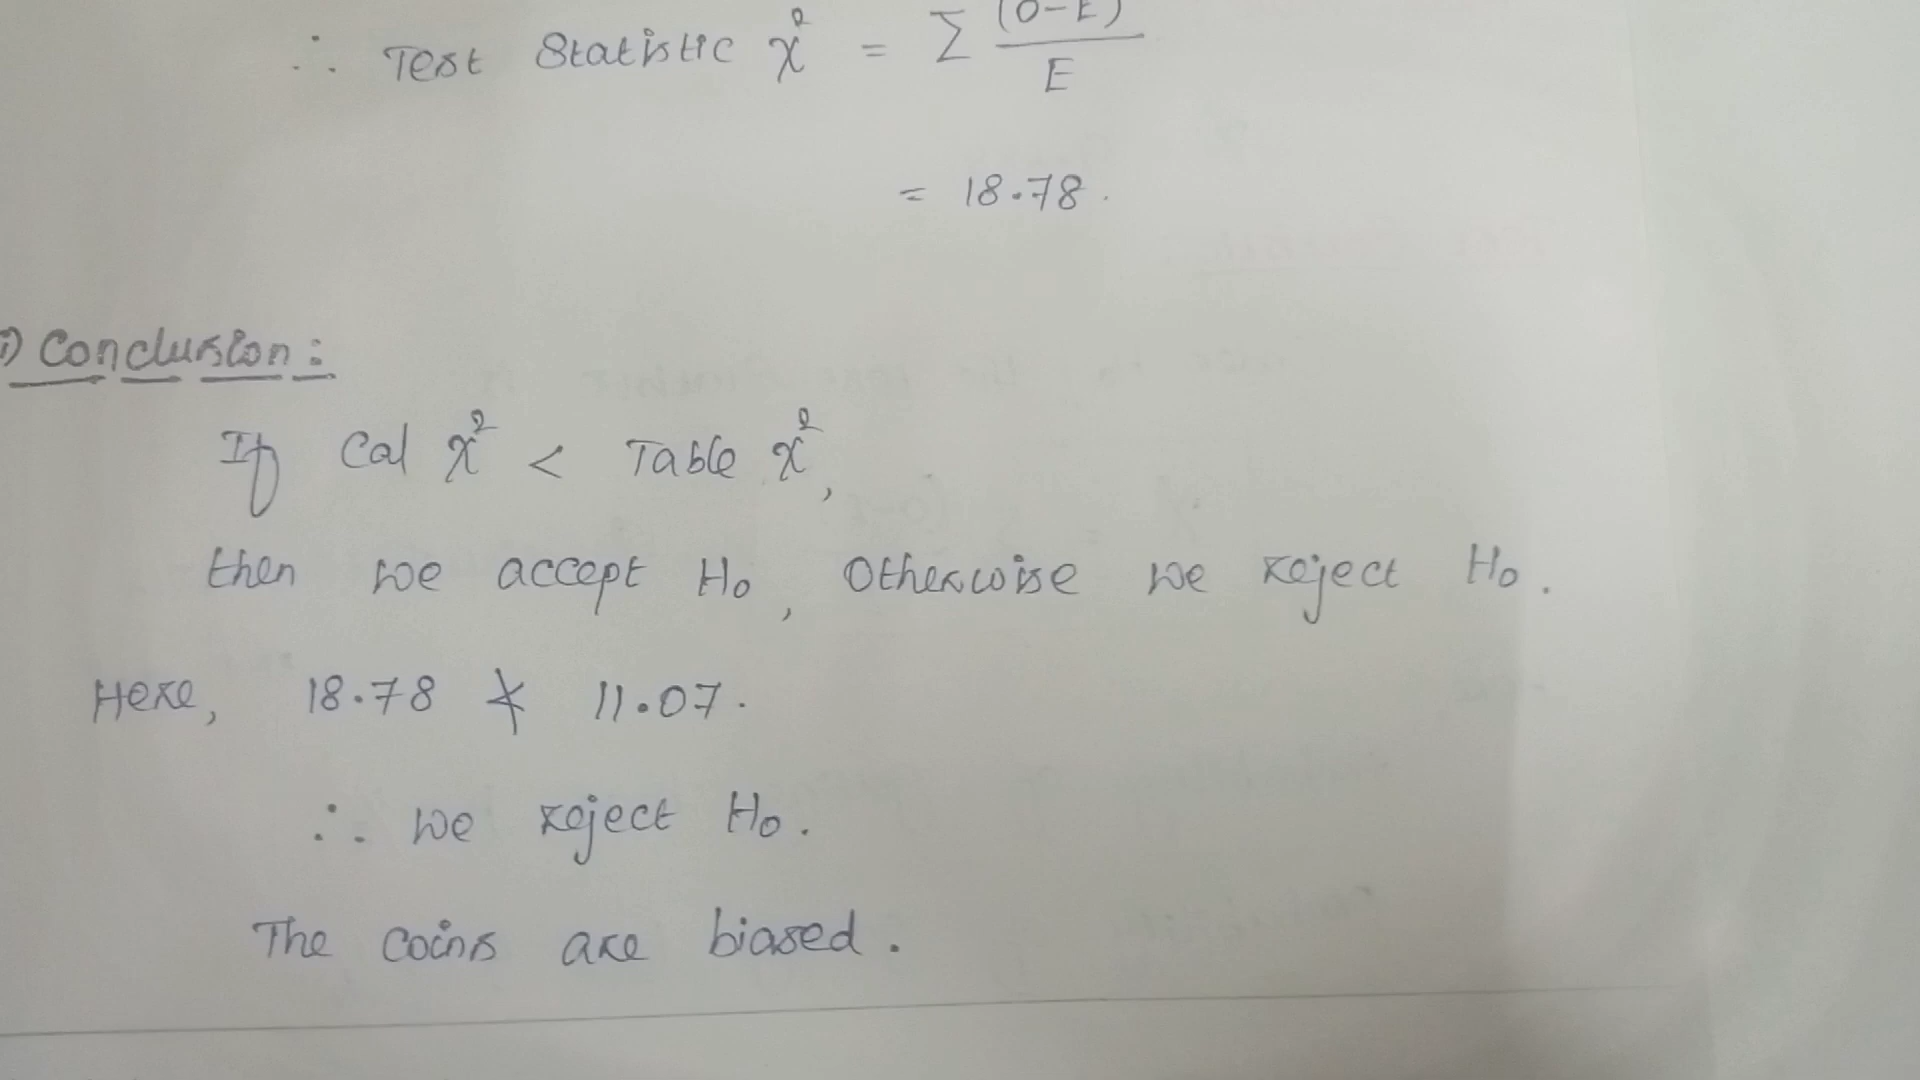 ∴ Test Statistic χ² = Σ (O-E) / E
= 18.78.
i) Conclusion:
If Cal χ² < Table χ²,
then we accept H₀, Otherwise we reject H₀.
Here, 18.78 ≮ 11.07.
∴ we reject H₀.
The coins are biased.